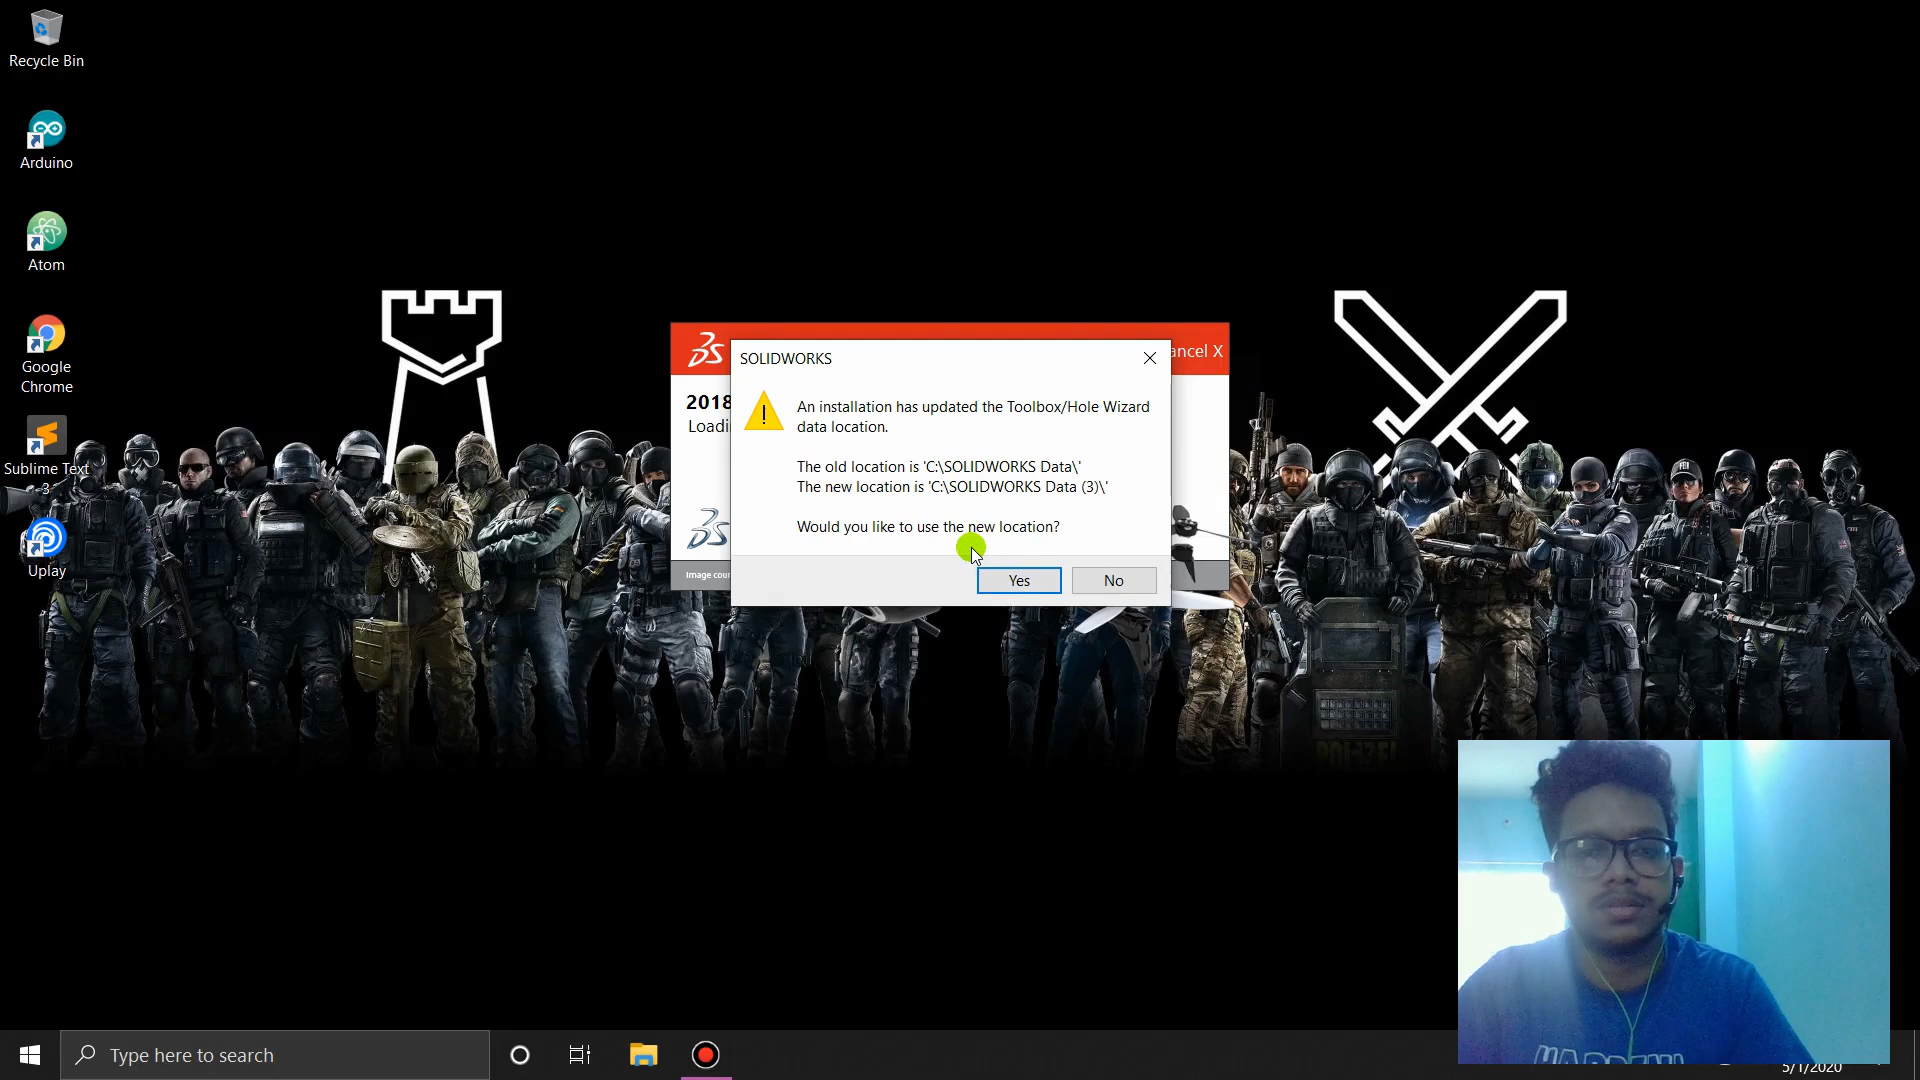 Recycle Bin
Arduino
Atom
Google
Chrome
Sublime Text
3
Uplay
ancel X
2018
Loadi
Image cour
SOLIDWORKS
An installation has updated the Toolbox/Hole Wizard
data location.
The old location is 'C:\SOLIDWORKS Data\'
The new location is 'C:\SOLIDWORKS Data (3)\'
Would you like to use the new location?
Yes
No
Type here to search
5/1/2020